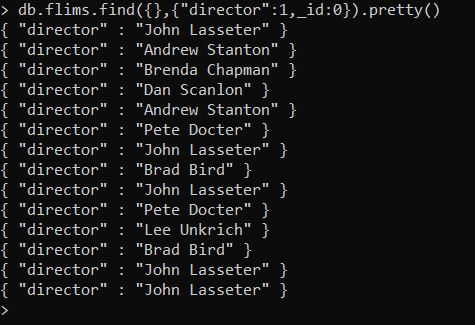 > db.flims.find({},{"director":1,_id:0}).pretty()
{ "director" : "John Lasseter" }
{ "director" : "Andrew Stanton" }
{ "director" : "Brenda Chapman" }
{ "director" : "Dan Scanlon" }
{ "director" : "Andrew Stanton" }
{ "director" : "Pete Docter" }
{ "director" : "John Lasseter" }
{ "director" : "Brad Bird" }
{ "director" : "John Lasseter" }
{ "director" : "Pete Docter" }
{ "director" : "Lee Unkrich" }
{ "director" : "Brad Bird" }
{ "director" : "John Lasseter" }
{ "director" : "John Lasseter" }
>